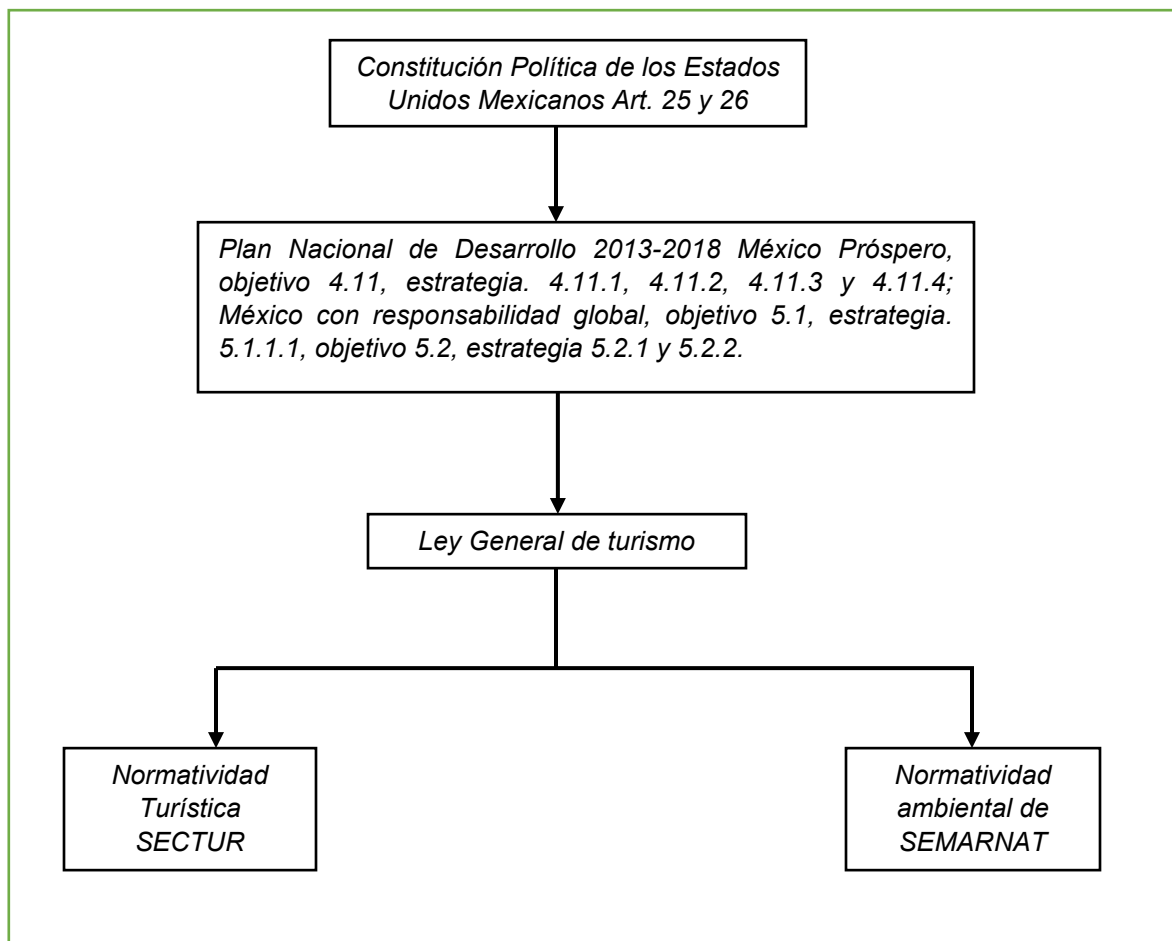 Constitución Política de los Estados
Unidos Mexicanos Art. 25 y 26
Plan Nacional de Desarrollo 2013-2018 México Próspero,
objetivo 4.11, estrategia. 4.11.1, 4.11.2, 4.11.3 y 4.11.4;
México con responsabilidad global, objetivo 5.1, estrategia.
5.1.1.1, objetivo 5.2, estrategia 5.2.1 y 5.2.2.
Ley General de turismo
Normatividad
Turística
SECTUR
Normatividad
ambiental de
SEMARNAT